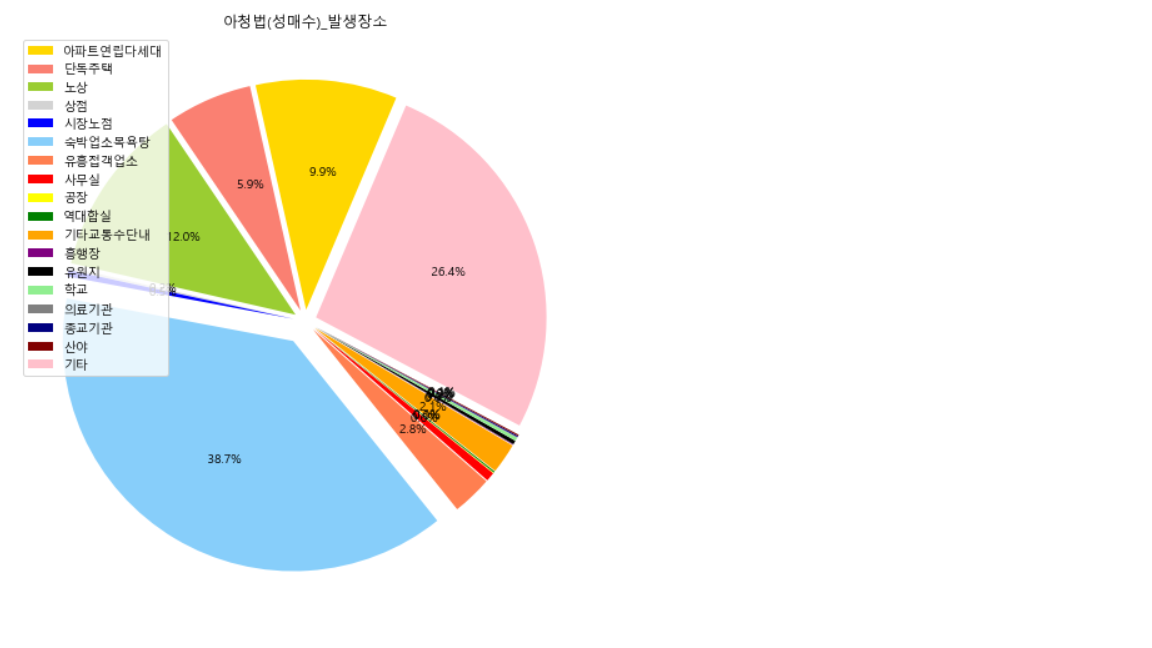 아청법(성매수)_발생장소
아파트연립다세대
단독주택
노상
상점
시장노점
숙박업소목욕탕
유흥접객업소
사무실
공장
역대합실
기타교통수단내
흥행장
유원지
학교
의료기관
종교기관
산야
기타
9.9%
5.9%
12.0%
26.4%
38.7%
2.1%
2.8%